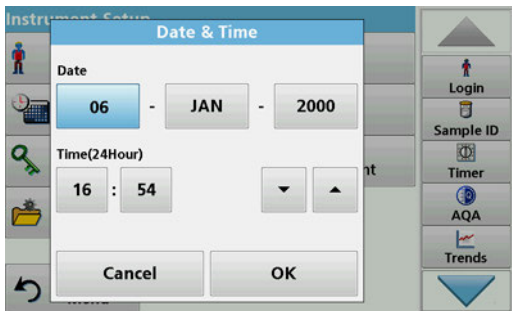 Instrument Setup
Date & Time
Date
06 - JAN - 2000
Time(24Hour)
16 : 54
Cancel OK
Menu
Login
Sample ID
Timer
AQA
Trends